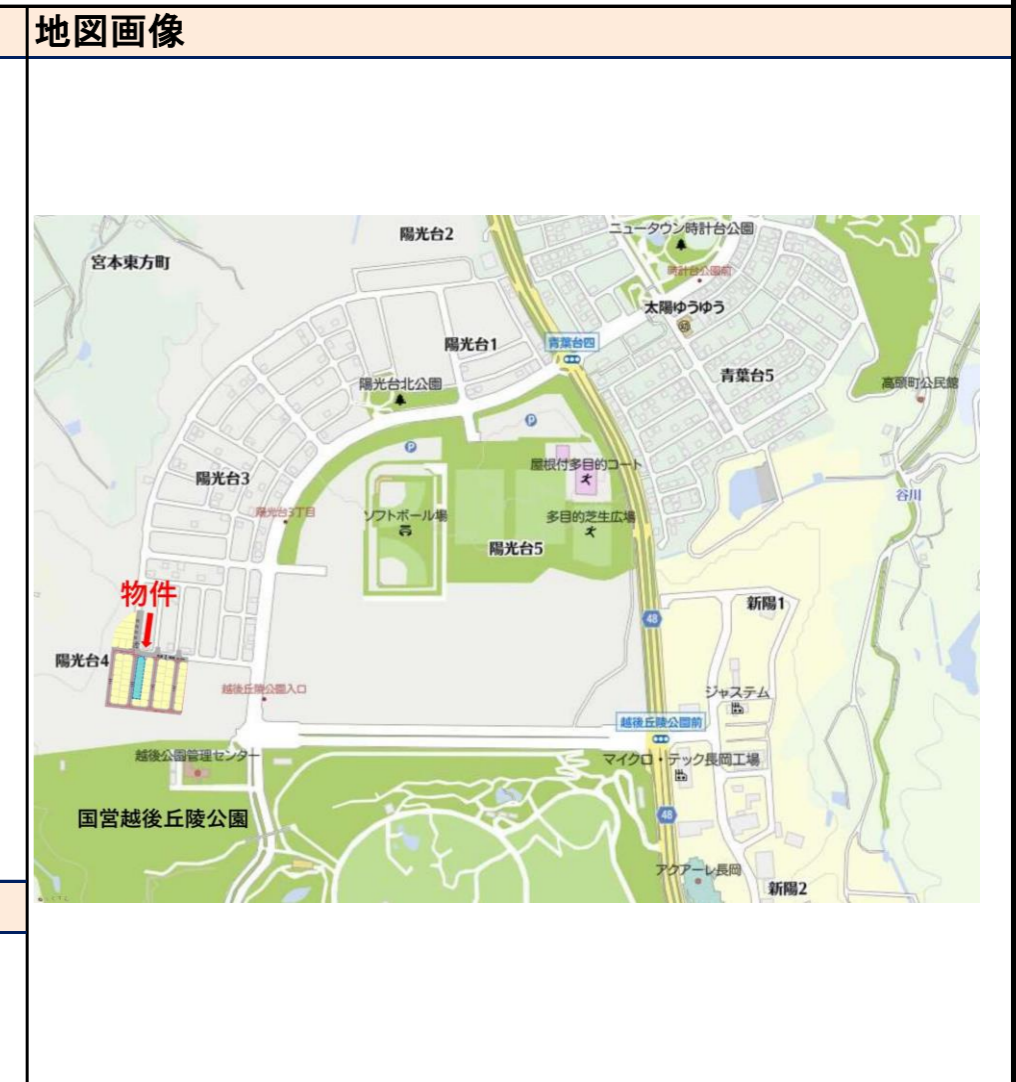 地図画像
ニュータウン時計台公園
陽光台2
宮本東方町
時計台公園前
太陽ゆうゆう
陽光台1
青葉台四
青葉台5
陽光台北公園
高頭町公民館
P
P
屋根付多目的コート
陽光台3
谷川
陽光台3丁目
ソフトボール場
多目的芝生広場
陽光台5
物件
新陽1
48
陽光台4
越後丘陵公園入口
ジャステム
越後丘陵公園前
越後公園管理センター
マイクロ・テック長岡工場
国営越後丘陵公園
48
アクアーレ長岡
新陽2